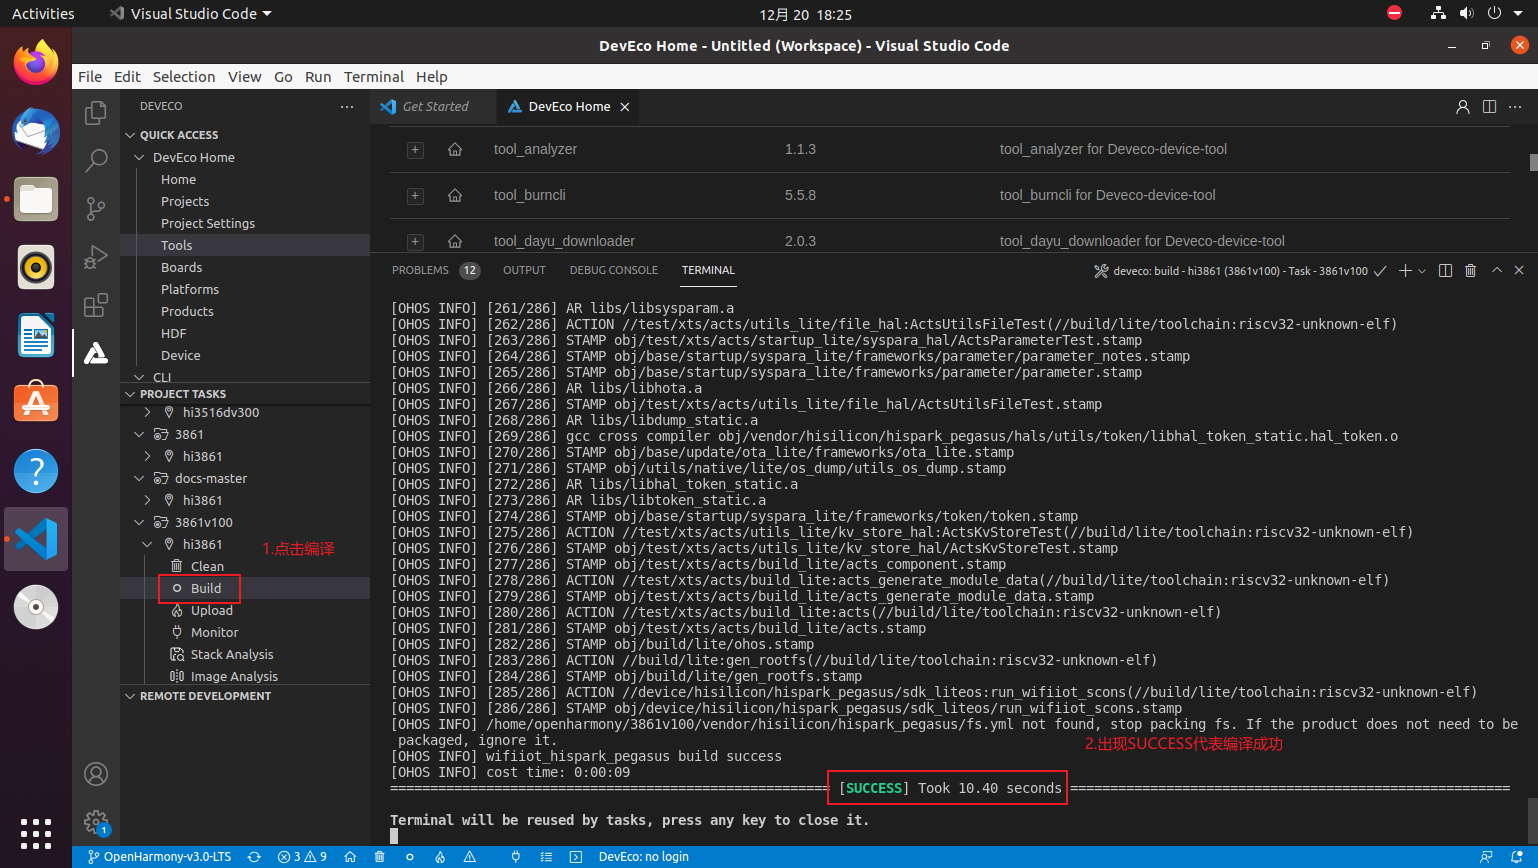 Activities
Visual Studio Code
12月 20 18:25
DevEco Home - Untitled (Workspace) - Visual Studio Code
File Edit Selection View Go Run Terminal Help
DEVECO
QUICK ACCESS
DevEco Home
Home
Projects
Project Settings
Tools
Boards
Platforms
Products
HDF
Device
CLI
PROJECT TASKS
hi3516dv300
3861
hi3861
docs-master
hi3861
3861v100
hi3861
1.点击编译
Clean
Build
Upload
Monitor
Stack Analysis
Image Analysis
REMOTE DEVELOPMENT
Get Started
DevEco Home
tool_analyzer 1.1.3 tool_analyzer for Deveco-device-tool
tool_burncli 5.5.8 tool_burncli for Deveco-device-tool
tool_dayu_downloader 2.0.3 tool_dayu_downloader for Deveco-device-tool
PROBLEMS 12 OUTPUT DEBUG CONSOLE TERMINAL
deveco: build - hi3861 (3861v100) - Task - 3861v100
[OHOS INFO] [261/286] AR libs/libsysparam.a
[OHOS INFO] [262/286] ACTION //test/xts/acts/utils_lite/file_hal:ActsUtilsFileTest(//build/lite/toolchain:riscv32-unknown-elf)
[OHOS INFO] [263/286] STAMP obj/test/xts/acts/startup_lite/syspara_hal/ActsParameterTest.stamp
[OHOS INFO] [264/286] STAMP obj/base/startup/syspara_lite/frameworks/parameter/parameter_notes.stamp
[OHOS INFO] [265/286] STAMP obj/base/startup/syspara_lite/frameworks/parameter/parameter.stamp
[OHOS INFO] [266/286] AR libs/libhota.a
[OHOS INFO] [267/286] STAMP obj/test/xts/acts/utils_lite/file_hal/ActsUtilsFileTest.stamp
[OHOS INFO] [268/286] AR libs/libdump_static.a
[OHOS INFO] [269/286] gcc cross compiler obj/vendor/hisilicon/hispark_pegasus/hals/utils/token/libhal_token_static.hal_token.o
[OHOS INFO] [270/286] STAMP obj/base/update/ota_lite/frameworks/ota_lite.stamp
[OHOS INFO] [271/286] STAMP obj/utils/native/lite/os_dump/utils_os_dump.stamp
[OHOS INFO] [272/286] AR libs/libhal_token_static.a
[OHOS INFO] [273/286] AR libs/libtoken_static.a
[OHOS INFO] [274/286] STAMP obj/base/startup/syspara_lite/frameworks/token/token.stamp
[OHOS INFO] [275/286] ACTION //test/xts/acts/utils_lite/kv_store_hal:ActsKvStoreTest(//build/lite/toolchain:riscv32-unknown-elf)
[OHOS INFO] [276/286] STAMP obj/test/xts/acts/utils_lite/kv_store_hal/ActsKvStoreTest.stamp
[OHOS INFO] [277/286] STAMP obj/test/xts/acts/build_lite/acts_component.stamp
[OHOS INFO] [278/286] ACTION //test/xts/acts/build_lite:acts_generate_module_data(//build/lite/toolchain:riscv32-unknown-elf)
[OHOS INFO] [279/286] STAMP obj/test/xts/acts/build_lite/acts_generate_module_data.stamp
[OHOS INFO] [280/286] ACTION //test/xts/acts/build_lite:acts(//build/lite/toolchain:riscv32-unknown-elf)
[OHOS INFO] [281/286] STAMP obj/test/xts/acts/build_lite/acts.stamp
[OHOS INFO] [282/286] STAMP obj/build/lite/ohos.stamp
[OHOS INFO] [283/286] ACTION //build/lite:gen_rootfs(//build/lite/toolchain:riscv32-unknown-elf)
[OHOS INFO] [284/286] STAMP obj/build/lite/gen_rootfs.stamp
[OHOS INFO] [285/286] ACTION //device/hisilicon/hispark_pegasus/sdk_liteos:run_wifiiot_scons(//build/lite/toolchain:riscv32-unknown-elf)
[OHOS INFO] [286/286] STAMP obj/device/hisilicon/hispark_pegasus/sdk_liteos/run_wifiiot_scons.stamp
[OHOS INFO] /home/openharmony/3861v100/vendor/hisilicon/hispark_pegasus/fs.yml not found, stop packing fs. If the product does not need to be
packaged, ignore it.
2.出现SUCCESS代表编译成功
[OHOS INFO] wifiiot_hispark_pegasus build success
[OHOS INFO] cost time: 0:00:09
[SUCCESS] Took 10.40 seconds
Terminal will be reused by tasks, press any key to close it.
1
OpenHarmony-v3.0-LTS 3 9 DevEco: no login